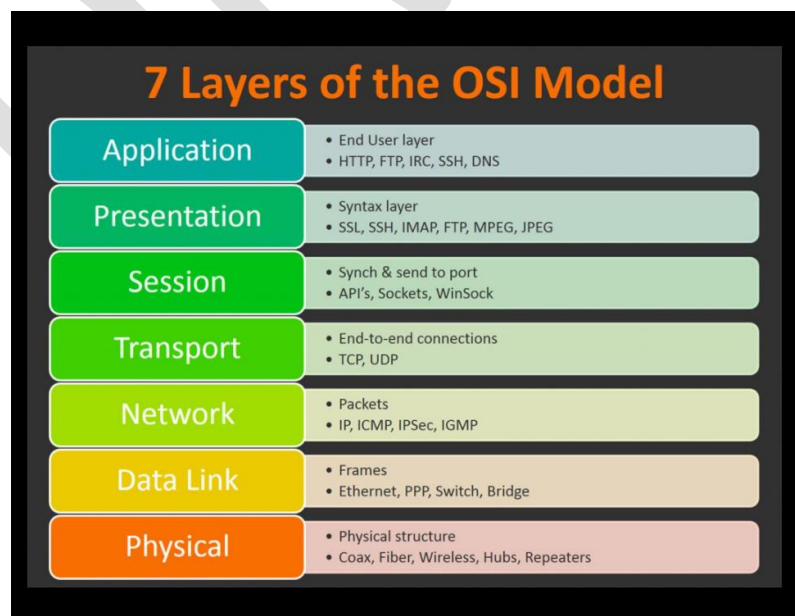 7 Layers of the OSI Model
Application
• End User layer
• HTTP, FTP, IRC, SSH, DNS
Presentation
• Syntax layer
• SSL, SSH, IMAP, FTP, MPEG, JPEG
Session
• Synch & send to port
• API's, Sockets, WinSock
Transport
• End-to-end connections
• TCP, UDP
Network
• Packets
• IP, ICMP, IPSec, IGMP
Data Link
• Frames
• Ethernet, PPP, Switch, Bridge
Physical
• Physical structure
• Coax, Fiber, Wireless, Hubs, Repeaters